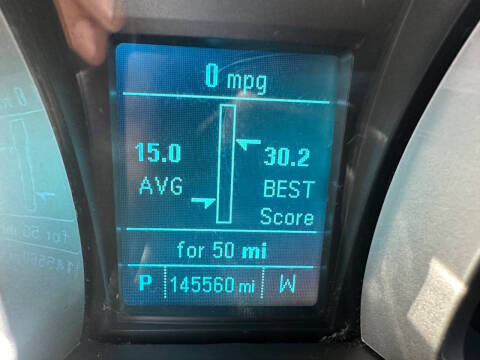 0 mpg
15.0
AVG
30.2
BEST
Score
for 50 mi
P 145560 mi W